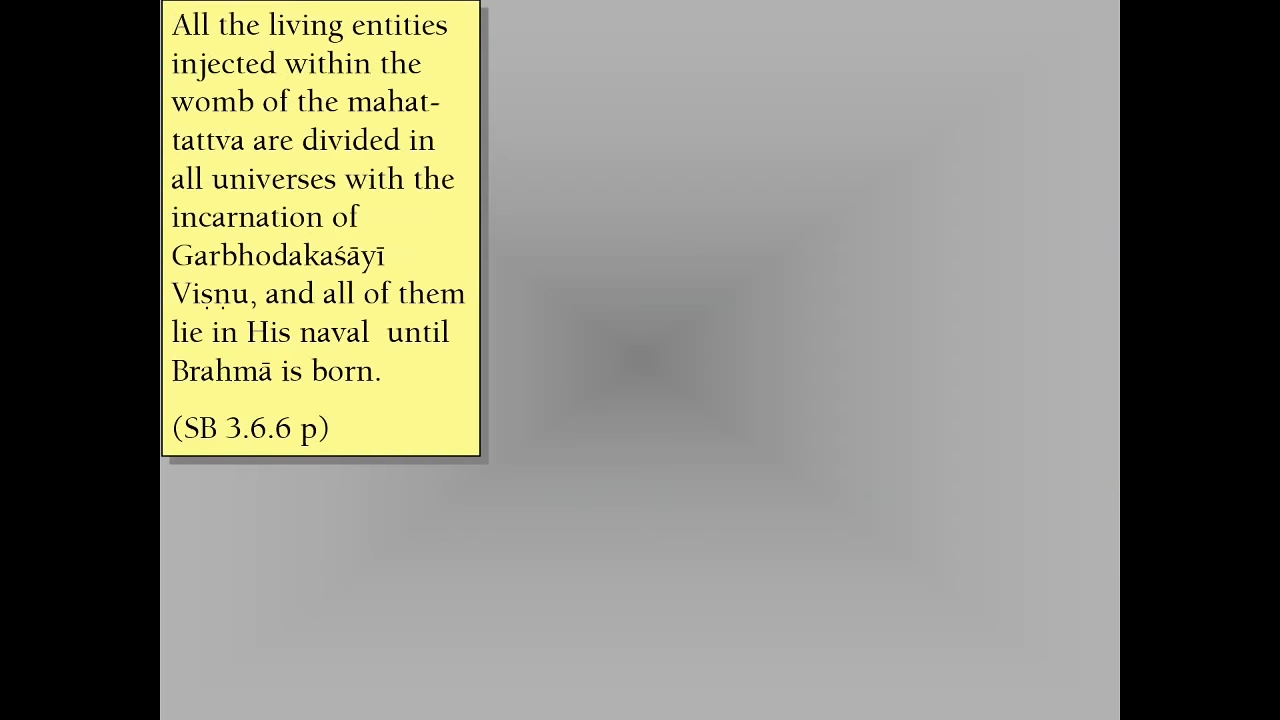 All the living entities
injected within the
womb of the mahat-
tattva are divided in
all universes with the
incarnation of
Garbhodakaśāyī
Viṣṇu, and all of them
lie in His naval  until
Brahmā is born.
(SB 3.6.6 p)